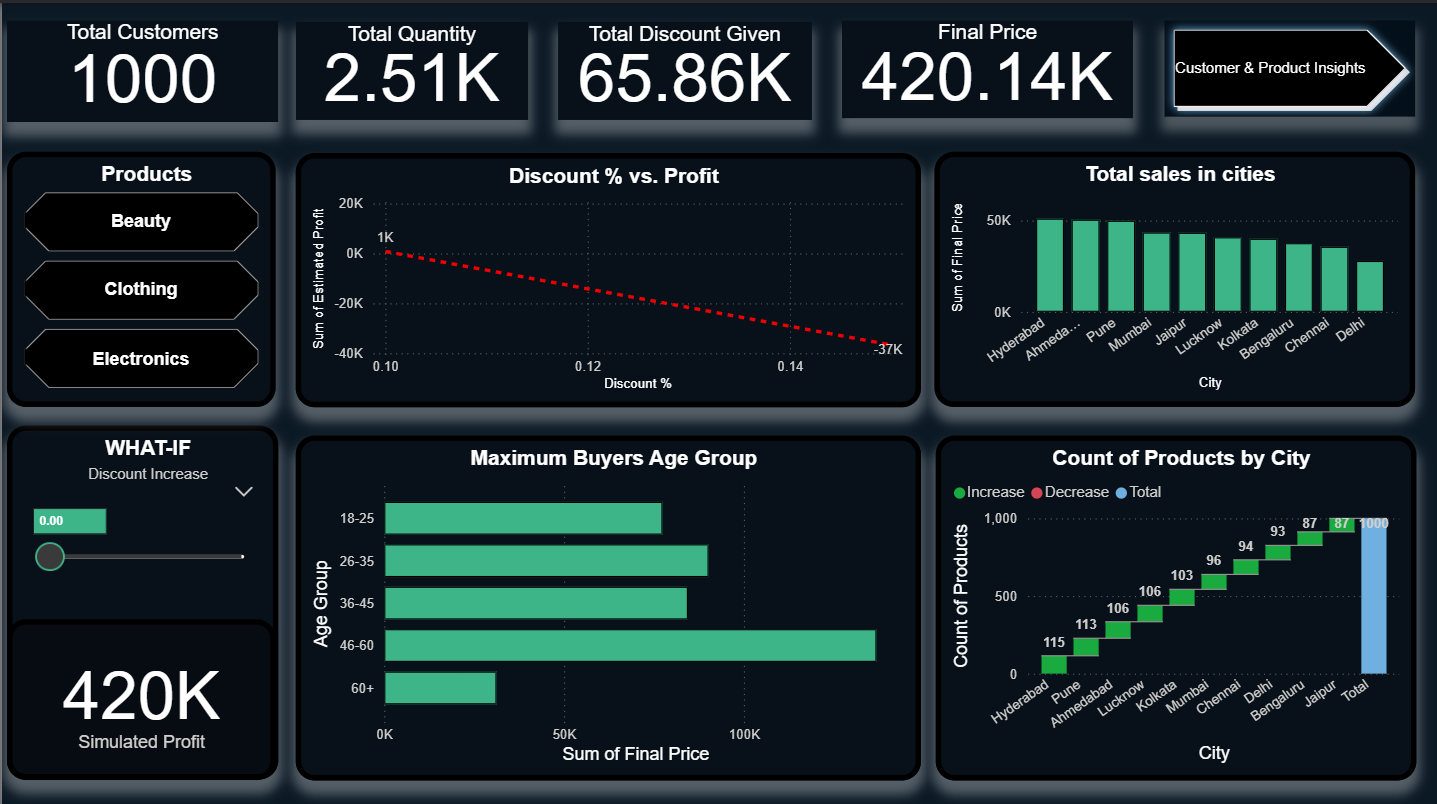 Total Customers
1000
Total Quantity
2.51K
Total Discount Given
65.86K
Final Price
420.14K
Customer & Product Insights
Products
Beauty
Clothing
Electronics
Discount % vs. Profit
Sum of Estimated Profit
20K
0K
-20K
-40K
1K
-37K
0.10
0.12
0.14
Discount %
Total sales in cities
Sum of Final Price
50K
0K
Hyderabad
Ahmeda...
Pune
Mumbai
Jaipur
Lucknow
Kolkata
Bengaluru
Chennai
Delhi
City
WHAT-IF
Discount Increase
0.00
420K
Simulated Profit
Maximum Buyers Age Group
Age Group
18-25
26-35
36-45
46-60
60+
0K
50K
100K
Sum of Final Price
Count of Products by City
Increase
Decrease
Total
Count of Products
1,000
500
0
115
113
106
106
103
96
94
93
87
87
1000
Hyderabad
Pune
Ahmedabad
Lucknow
Kolkata
Mumbai
Chennai
Delhi
Bengaluru
Jaipur
Total
City